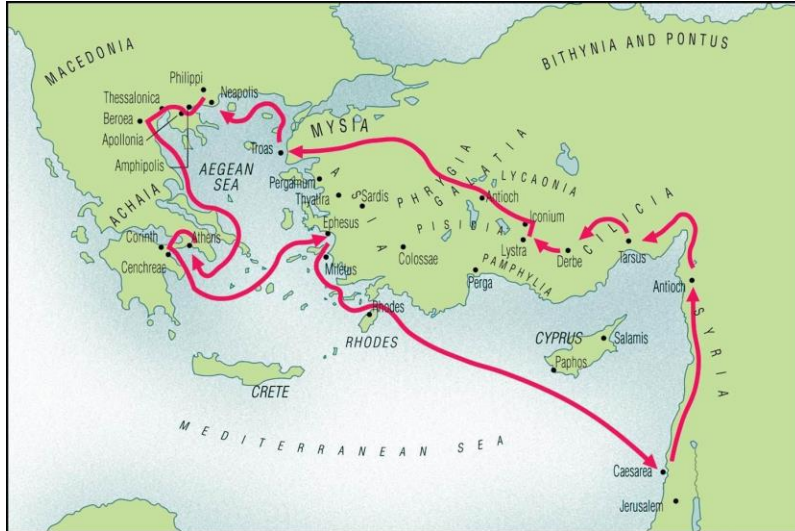 MACEDONIA
BITHYNIA AND PONTUS
Philippi
Neapolis
Thessalonica
Beroea
Apollonia
Amphipolis
MYSIA
Troas
AEGEAN
SEA
PHRYGIA
GALATIA
LYCAONIA
Pergamum
Thyatira
Sardis
ASIA
Antioch
Iconium
ACHAIA
Ephesus
PISIDIA
CILICIA
Corinth
Athens
Lystra
Derbe
Tarsus
Cenchreae
Miletus
Colossae
PAMPHYLIA
Perga
Antioch
Rhodes
RHODES
CYPRUS
Salamis
Paphos
SYRIA
CRETE
MEDITERRANEAN SEA
Caesarea
Jerusalem